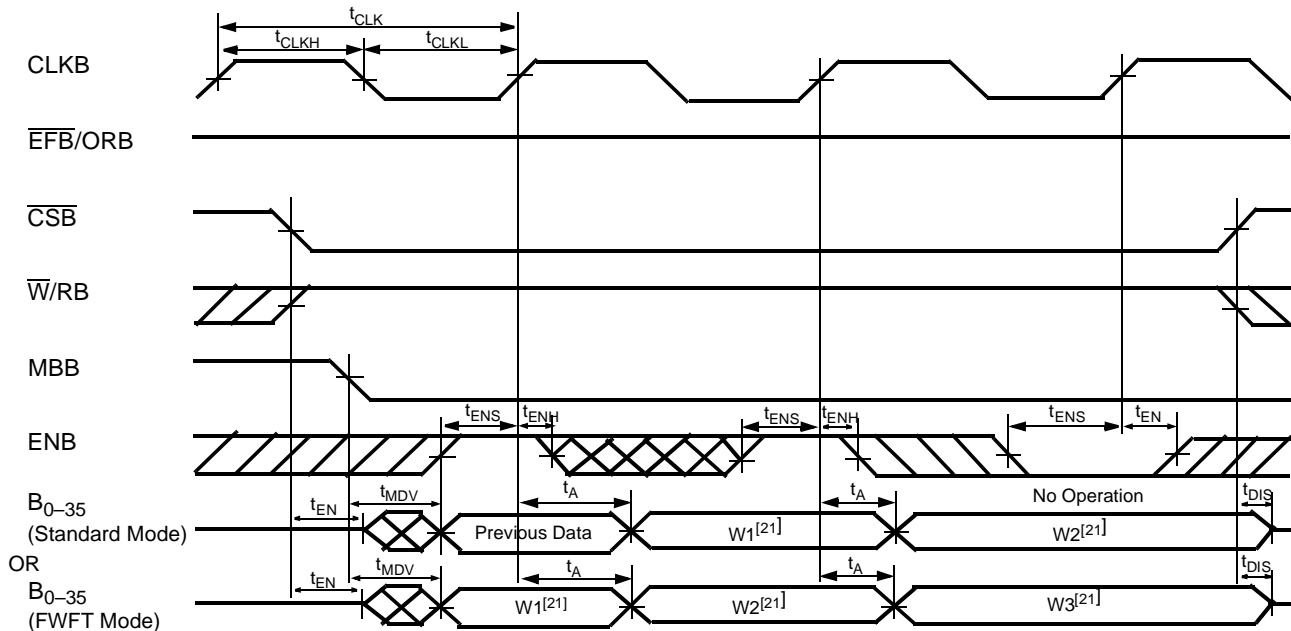 tCLK
tCLKH tCLKL
CLKB
EFB/ORB
CSB
W/RB
MBB
tENS tENH tENS tENH tENS tEN
ENB
No Operation
tMDV tA tA
B0–35 tEN tDIS
(Standard Mode) Previous Data W1[21] W2[21]
OR
tMDV tA tA
B0–35 tEN tDIS
(FWFT Mode) W1[21] W2[21] W3[21]